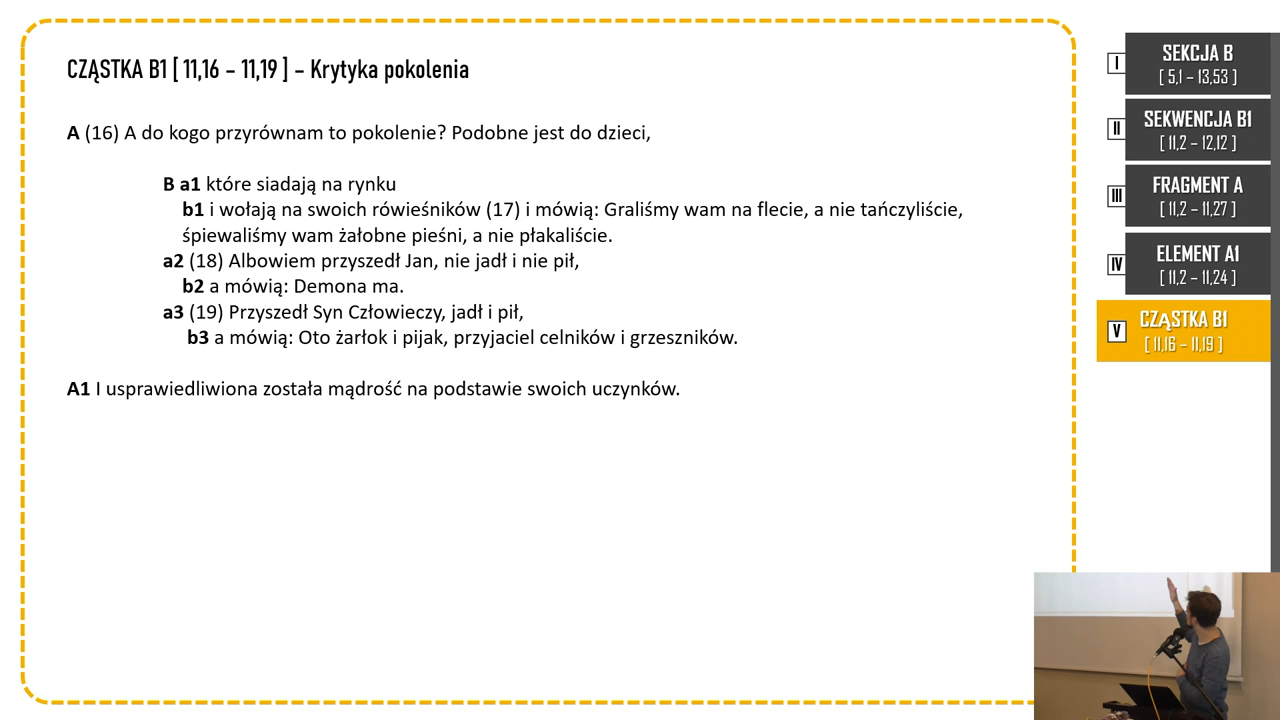 CZĄSTKA B1 [ 11,16 – 11,19 ] – Krytyka pokolenia
A (16) A do kogo przyrównam to pokolenie? Podobne jest do dzieci,
B a1 które siadają na rynku
b1 i wołają na swoich rówieśników (17) i mówią: Graliśmy wam na flecie, a nie tańczyliście,
śpiewaliśmy wam żałobne pieśni, a nie płakaliście.
a2 (18) Albowiem przyszedł Jan, nie jadł i nie pił,
b2 a mówią: Demona ma.
a3 (19) Przyszedł Syn Człowieczy, jadł i pił,
b3 a mówią: Oto żarłok i pijak, przyjaciel celników i grzeszników.
A1 I usprawiedliwiona została mądrość na podstawie swoich uczynków.
I
SEKCJA B
[ 5,1 – 13,53 ]
II
SEKWENCJA B1
[ 11,2 – 12,12 ]
III
FRAGMENT A
[ 11,2 – 11,27 ]
IV
ELEMENT A1
[ 11,2 – 11,24 ]
V
CZĄSTKA B1
[ 11,16 – 11,19 ]